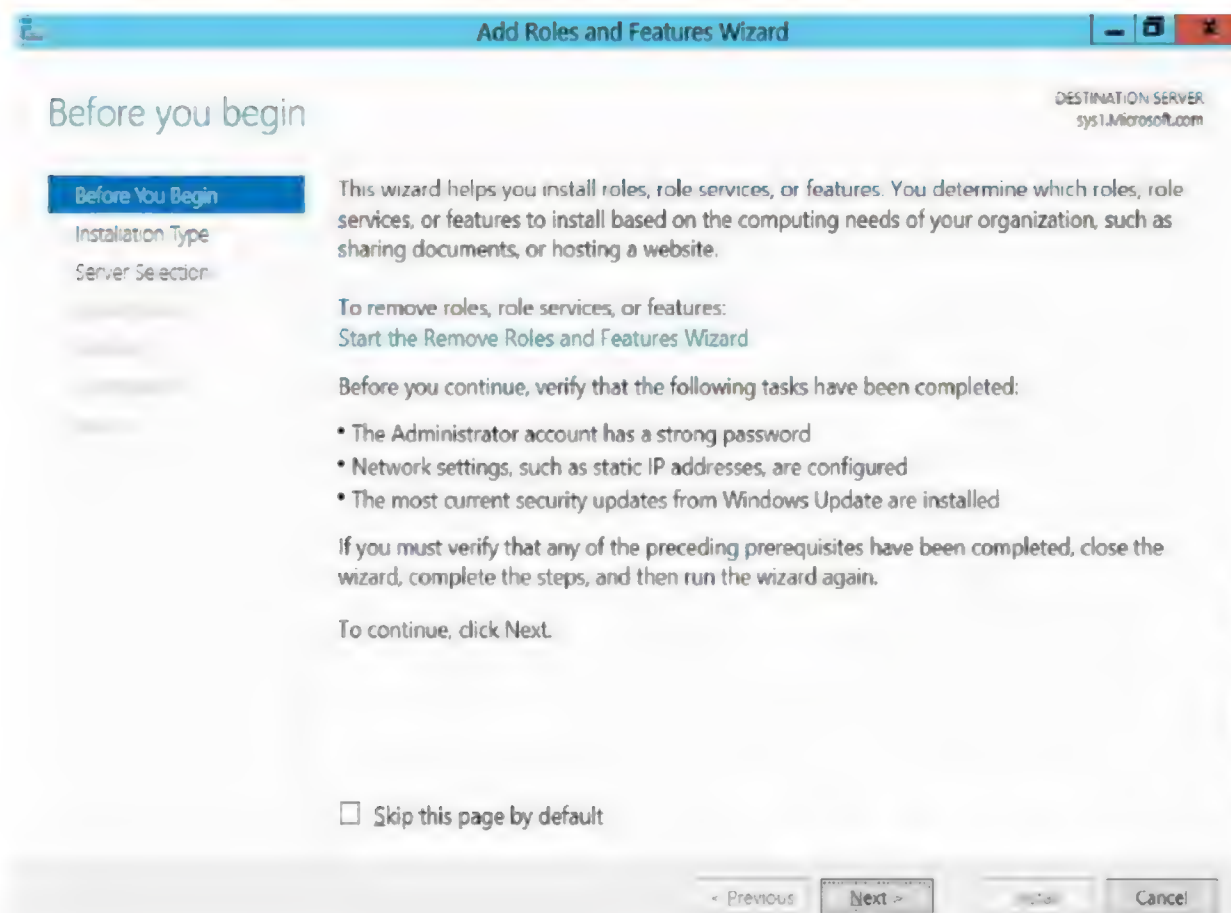 Add Roles and Features Wizard
Before you begin
DESTINATION SERVER
sys1.Microsoft.com
Before You Begin
Installation Type
Server Selection
This wizard helps you install roles, role services, or features. You determine which roles, role
services, or features to install based on the computing needs of your organization, such as
sharing documents, or hosting a website.
To remove roles, role services, or features:
Start the Remove Roles and Features Wizard
Before you continue, verify that the following tasks have been completed:
• The Administrator account has a strong password
• Network settings, such as static IP addresses, are configured
• The most current security updates from Windows Update are installed
If you must verify that any of the preceding prerequisites have been completed, close the
wizard, complete the steps, and then run the wizard again.
To continue, click Next.
Skip this page by default
< Previous
Next >
Cancel